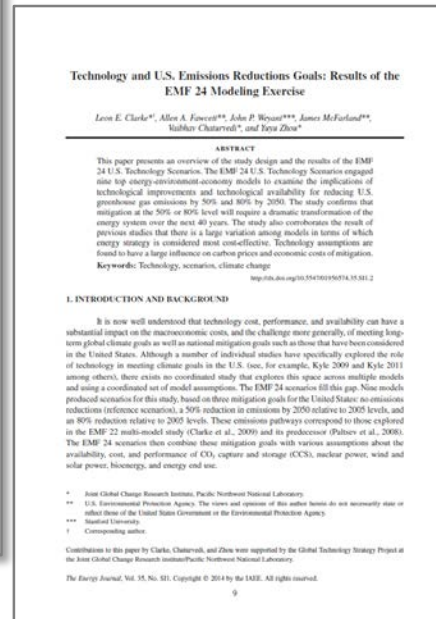 Technology and U.S. Emissions Reductions Goals: Results of the
EMF 24 Modeling Exercise
Leon E. Clarke*†, Allen A. Fawcett**, John P. Weyant***, James McFarland**,
Vaibhav Chaturvedi*, and Yuyu Zhou*
ABSTRACT
This paper presents an overview of the study design and the results of the EMF
24 U.S. Technology Scenarios. The EMF 24 U.S. Technology Scenarios engaged
nine top energy-environment-economy models to examine the implications of
technological improvements and technological availability for reducing U.S.
greenhouse gas emissions by 50% and 80% by 2050. The study confirms that
mitigation at the 50% or 80% level will require a dramatic transformation of the
energy system over the next 40 years. The study also corroborates the result of
previous studies that there is a large variation among models in terms of which
energy strategy is considered most cost-effective. Technology assumptions are
found to have a large influence on carbon prices and economic costs of mitigation.
Keywords: Technology, scenarios, climate change
http://dx.doi.org/10.5547/01956574.35.SI1.2
1. INTRODUCTION AND BACKGROUND
It is now well understood that technology cost, performance, and availability can have a
substantial impact on the macroeconomic costs, and the challenge more generally, of meeting long-
term global climate goals as well as national mitigation goals such as those that have been considered
in the United States. Although a number of individual studies have specifically explored the role
of technology in meeting climate goals in the U.S. (see, for example, Kyle 2009 and Kyle 2011
among others), there exists no coordinated study that explores this space across multiple models
and using a coordinated set of model assumptions. The EMF 24 scenarios fill this gap. Nine models
produced scenarios for this study, based on three mitigation goals for the United States: no emissions
reductions (reference scenarios), a 50% reduction in emissions by 2050 relative to 2005 levels, and
an 80% reduction relative to 2005 levels. These emissions pathways correspond to those explored
in the EMF 22 multi-model study (Clarke et al., 2009) and its predecessor (Paltsev et al., 2008).
The EMF 24 scenarios then combine these mitigation goals with various assumptions about the
availability, cost, and performance of CO₂ capture and storage (CCS), nuclear power, wind and
solar power, bioenergy, and energy end use.
* Joint Global Change Research Institute, Pacific Northwest National Laboratory.
** U.S. Environmental Protection Agency. The views and opinions of this author herein do not necessarily state or
reflect those of the United States Government or the Environmental Protection Agency.
*** Stanford University.
† Corresponding author.
Contributions to this paper by Clarke, Chaturvedi, and Zhou were supported by the Global Technology Strategy Project at
the Joint Global Change Research Institute/Pacific Northwest National Laboratory.
The Energy Journal, Vol. 35, No. SI1. Copyright © 2014 by the IAEE. All rights reserved.
9